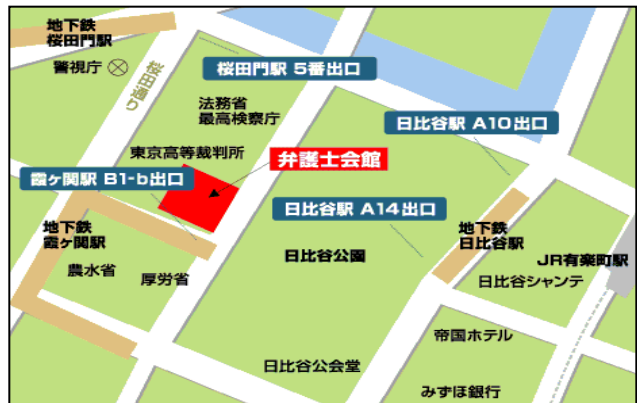 地下鉄
桜田門駅
警視庁
桜田通り
桜田門駅 5番出口
法務省
最高検察庁
日比谷駅 A10出口
東京高等裁判所
弁護士会館
霞ヶ関駅 B1-b出口
日比谷駅 A14出口
地下鉄
霞ヶ関駅
地下鉄
日比谷駅
日比谷公園
JR有楽町駅
農水省
厚労省
日比谷シャンテ
帝国ホテル
日比谷公会堂
みずほ銀行